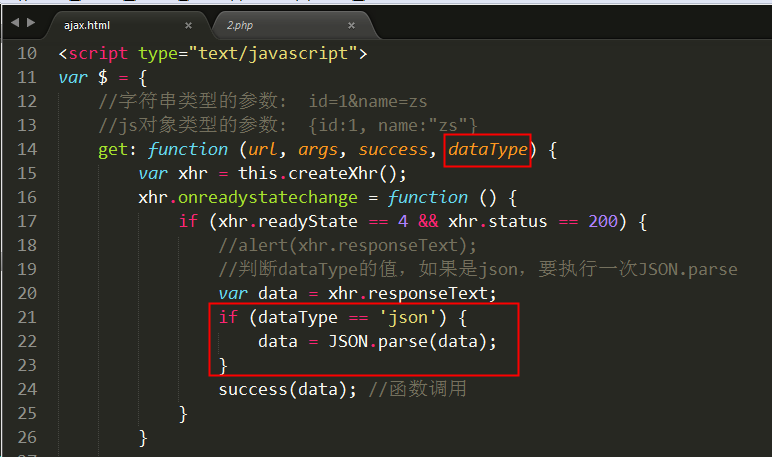 ajax.html × 2.php ×
10 <script type="text/javascript">
11 var $ = {
12 //字符串类型的参数: id=1&name=zs
13 //js对象类型的参数: {id:1, name:"zs"}
14 get: function (url, args, success, dataType) {
15 var xhr = this.createXhr();
16 xhr.onreadystatechange = function () {
17 if (xhr.readyState == 4 && xhr.status == 200) {
18 //alert(xhr.responseText);
19 //判断dataType的值，如果是json，要执行一次JSON.parse
20 var data = xhr.responseText;
21 if (dataType == 'json') {
22 data = JSON.parse(data);
23 }
24 success(data); //函数调用
25 }
26 }